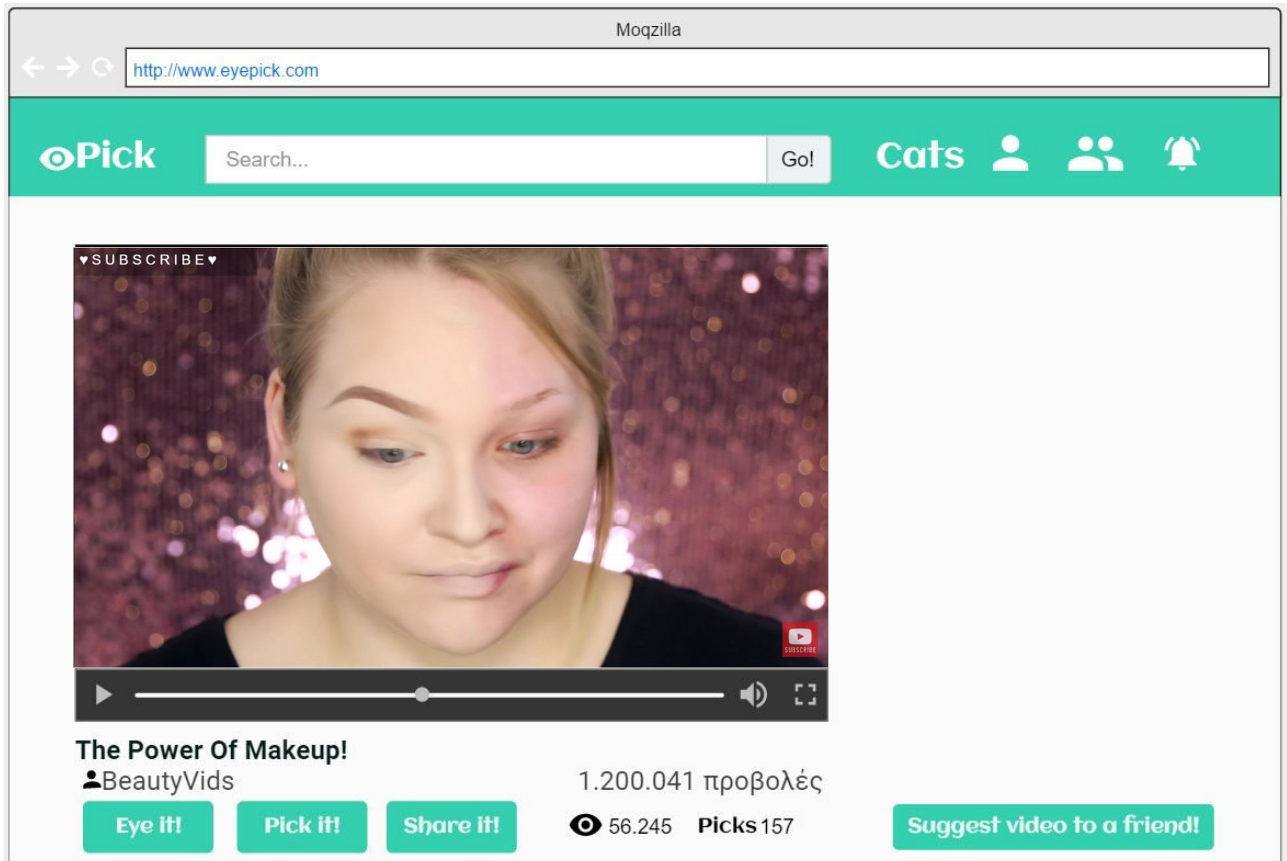 Moqzilla
http://www.eyepick.com
Pick
Search...
Go!
Cats
♥SUBSCRIBE♥
SUBSCRIBE
The Power Of Makeup!
BeautyVids
1.200.041 προβολές
Eye it!
Pick it!
Share it!
56.245
Picks 157
Suggest video to a friend!